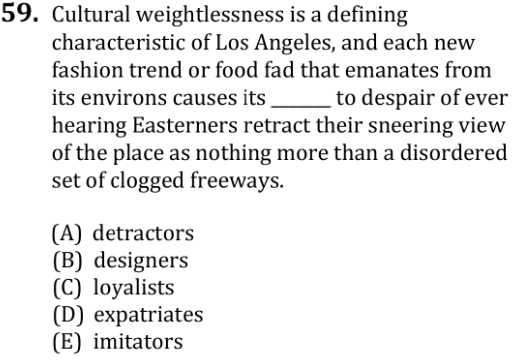 59. Cultural weightlessness is a defining
characteristic of Los Angeles, and each new
fashion trend or food fad that emanates from
its environs causes its ______ to despair of ever
hearing Easterners retract their sneering view
of the place as nothing more than a disordered
set of clogged freeways.
(A) detractors
(B) designers
(C) loyalists
(D) expatriates
(E) imitators